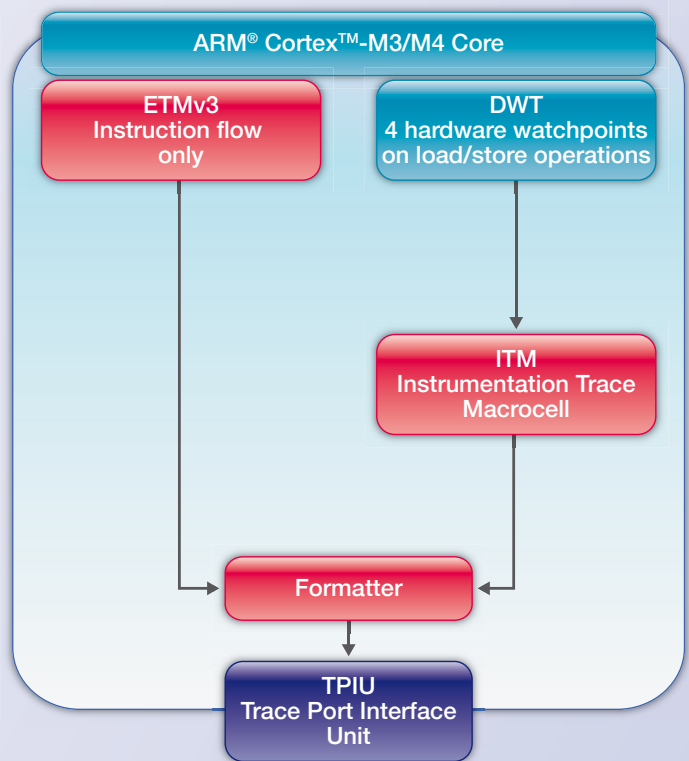 ARM® Cortex™-M3/M4 Core
ETMv3
Instruction flow
only
DWT
4 hardware watchpoints
on load/store operations
ITM
Instrumentation Trace
Macrocell
Formatter
TPIU
Trace Port Interface
Unit